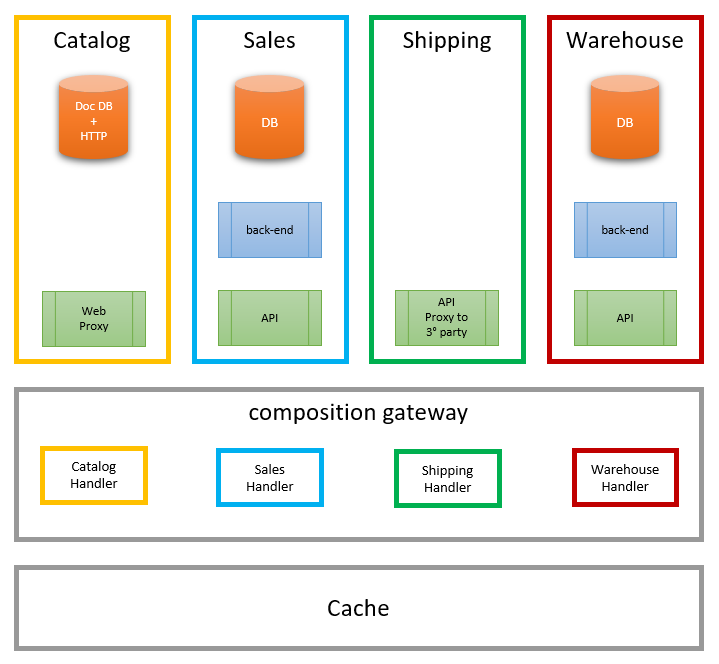 Catalog
Doc DB
+
HTTP
Web
Proxy
Sales
DB
back-end
API
Shipping
API
Proxy to
3° party
Warehouse
DB
back-end
API
composition gateway
Catalog
Handler
Sales
Handler
Shipping
Handler
Warehouse
Handler
Cache